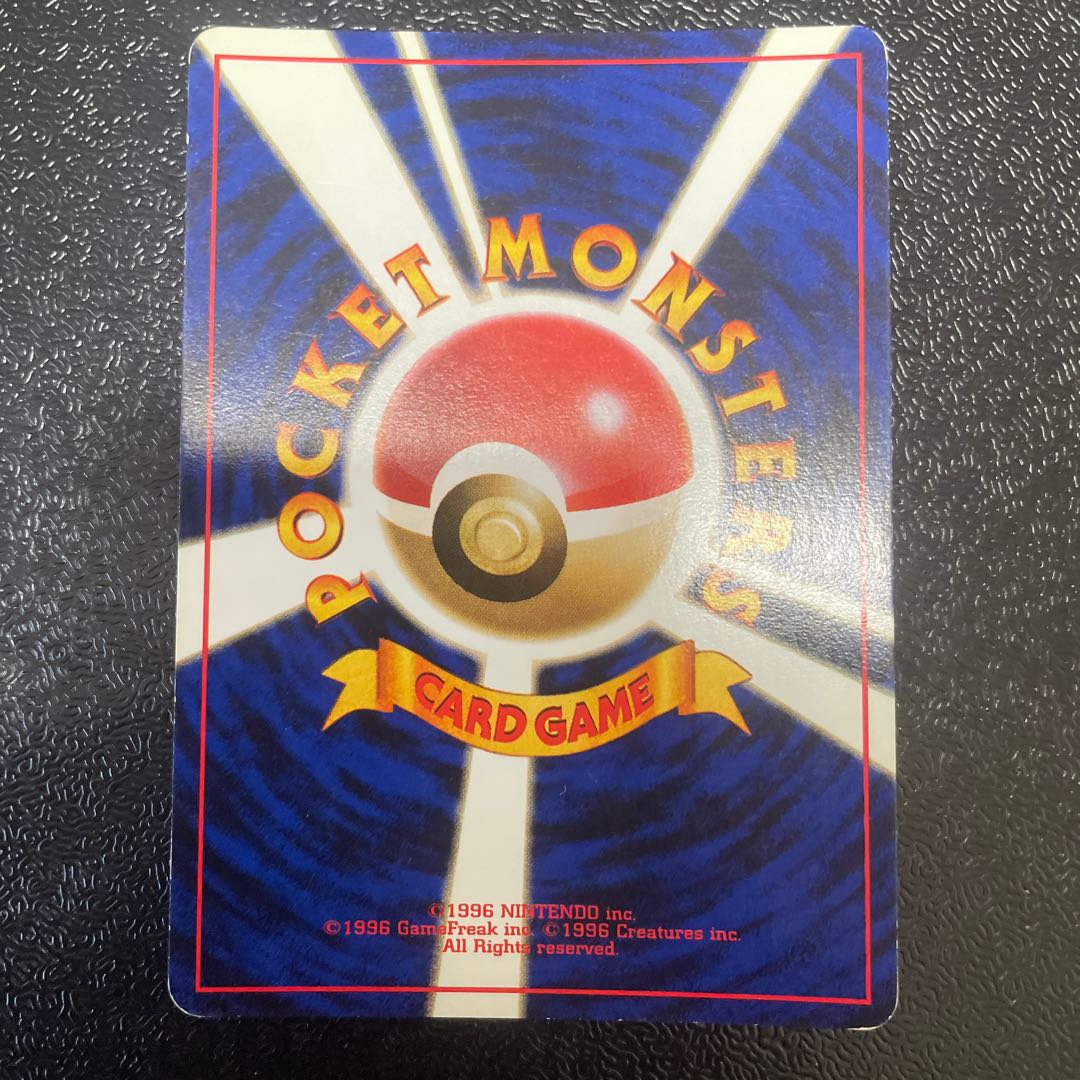 POCKET MONSTERS
CARD GAME
©1996 NINTENDO inc.
©1996 GameFreak inc. ©1996 Creatures inc.
All Rights reserved.